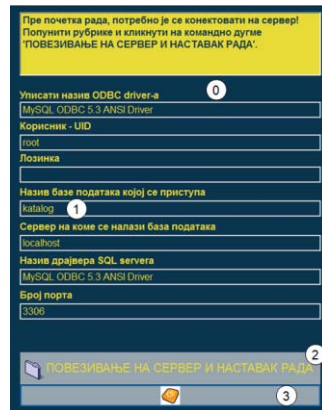 Пре почетка рада, потребно је се конектовати на сервер!
Попунити рубрике и кликнути на командно дугме
'ПОВЕЗИВАЊЕ НА СЕРВЕР И НАСТАВАК РАДА'.
Уписати назив ODBC driver-a
0
MySQL ODBC 5.3 ANSI Driver
Корисник - UID
root
Лозинка
Назив базе података којој се приступа
katalog
1
Сервер на коме се налази база података
localhost
Назив драјвера SQL servera
MySQL ODBC 5.3 ANSI Driver
Број порта
3306
2
ПОВЕЗИВАЊЕ НА СЕРВЕР И НАСТАВАК РАДА
3